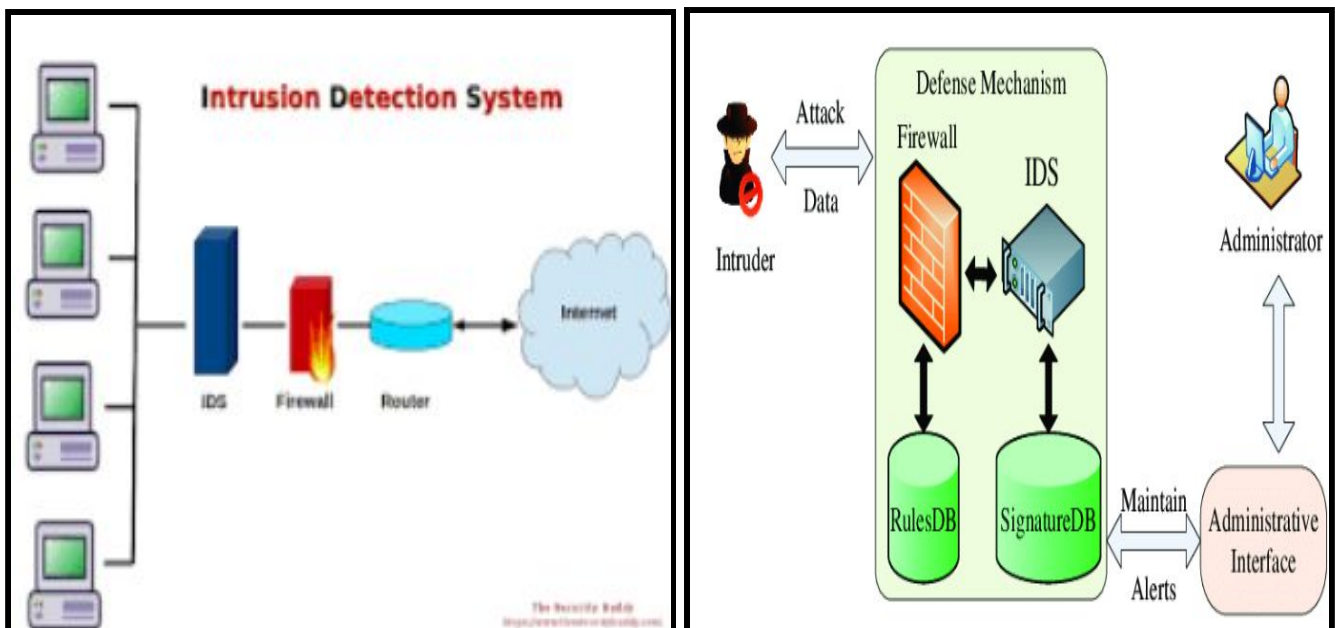 Intrusion Detection System
Internet
IDS
Firewall
Router
The Security Buddy
Defense Mechanism
Attack
Firewall
IDS
Data
Intruder
Administrator
RulesDB
SignatureDB
Maintain
Administrative
Interface
Alerts